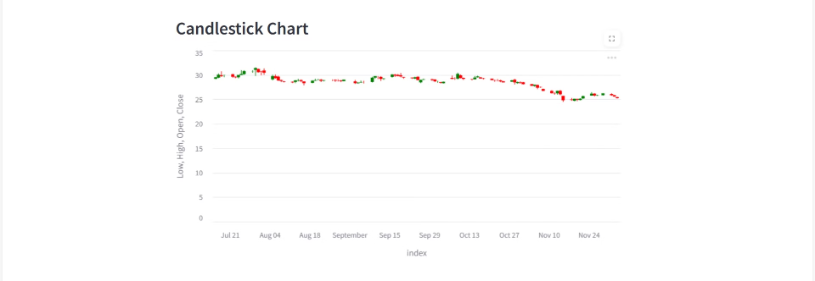 Candlestick Chart
35
30
25
20
15
10
5
0
Low, High, Open, Close
Jul 21 Aug 04 Aug 18 September Sep 15 Sep 29 Oct 13 Oct 27 Nov 10 Nov 24
index